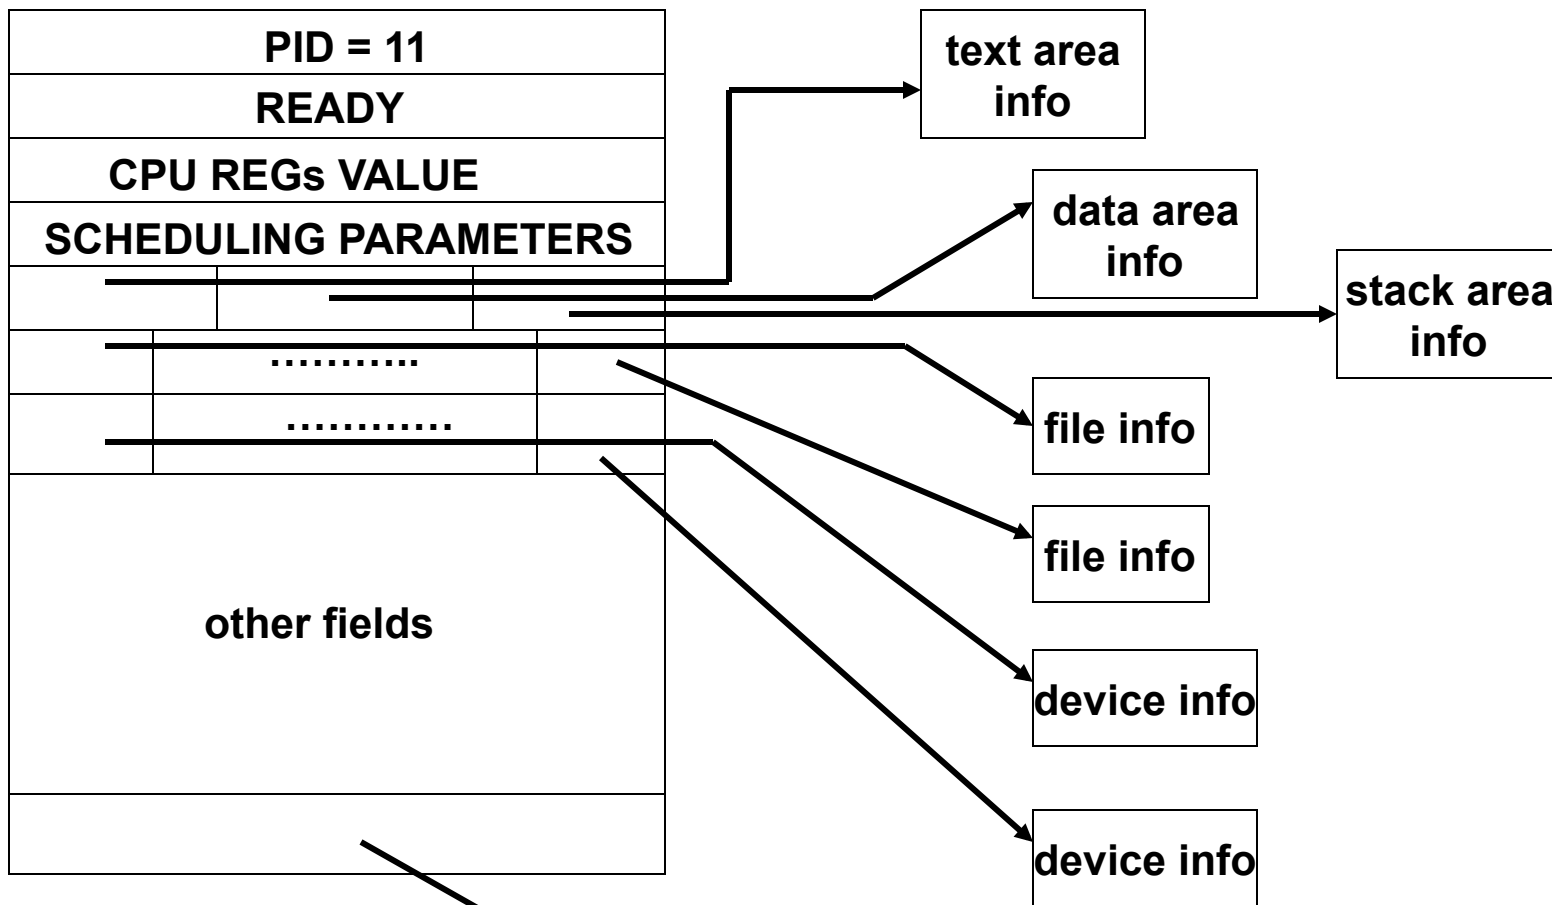 PID = 11
READY
CPU REGs VALUE
SCHEDULING PARAMETERS
...........
............
other fields
text area
info
data area
info
stack area
info
file info
file info
device info
device info